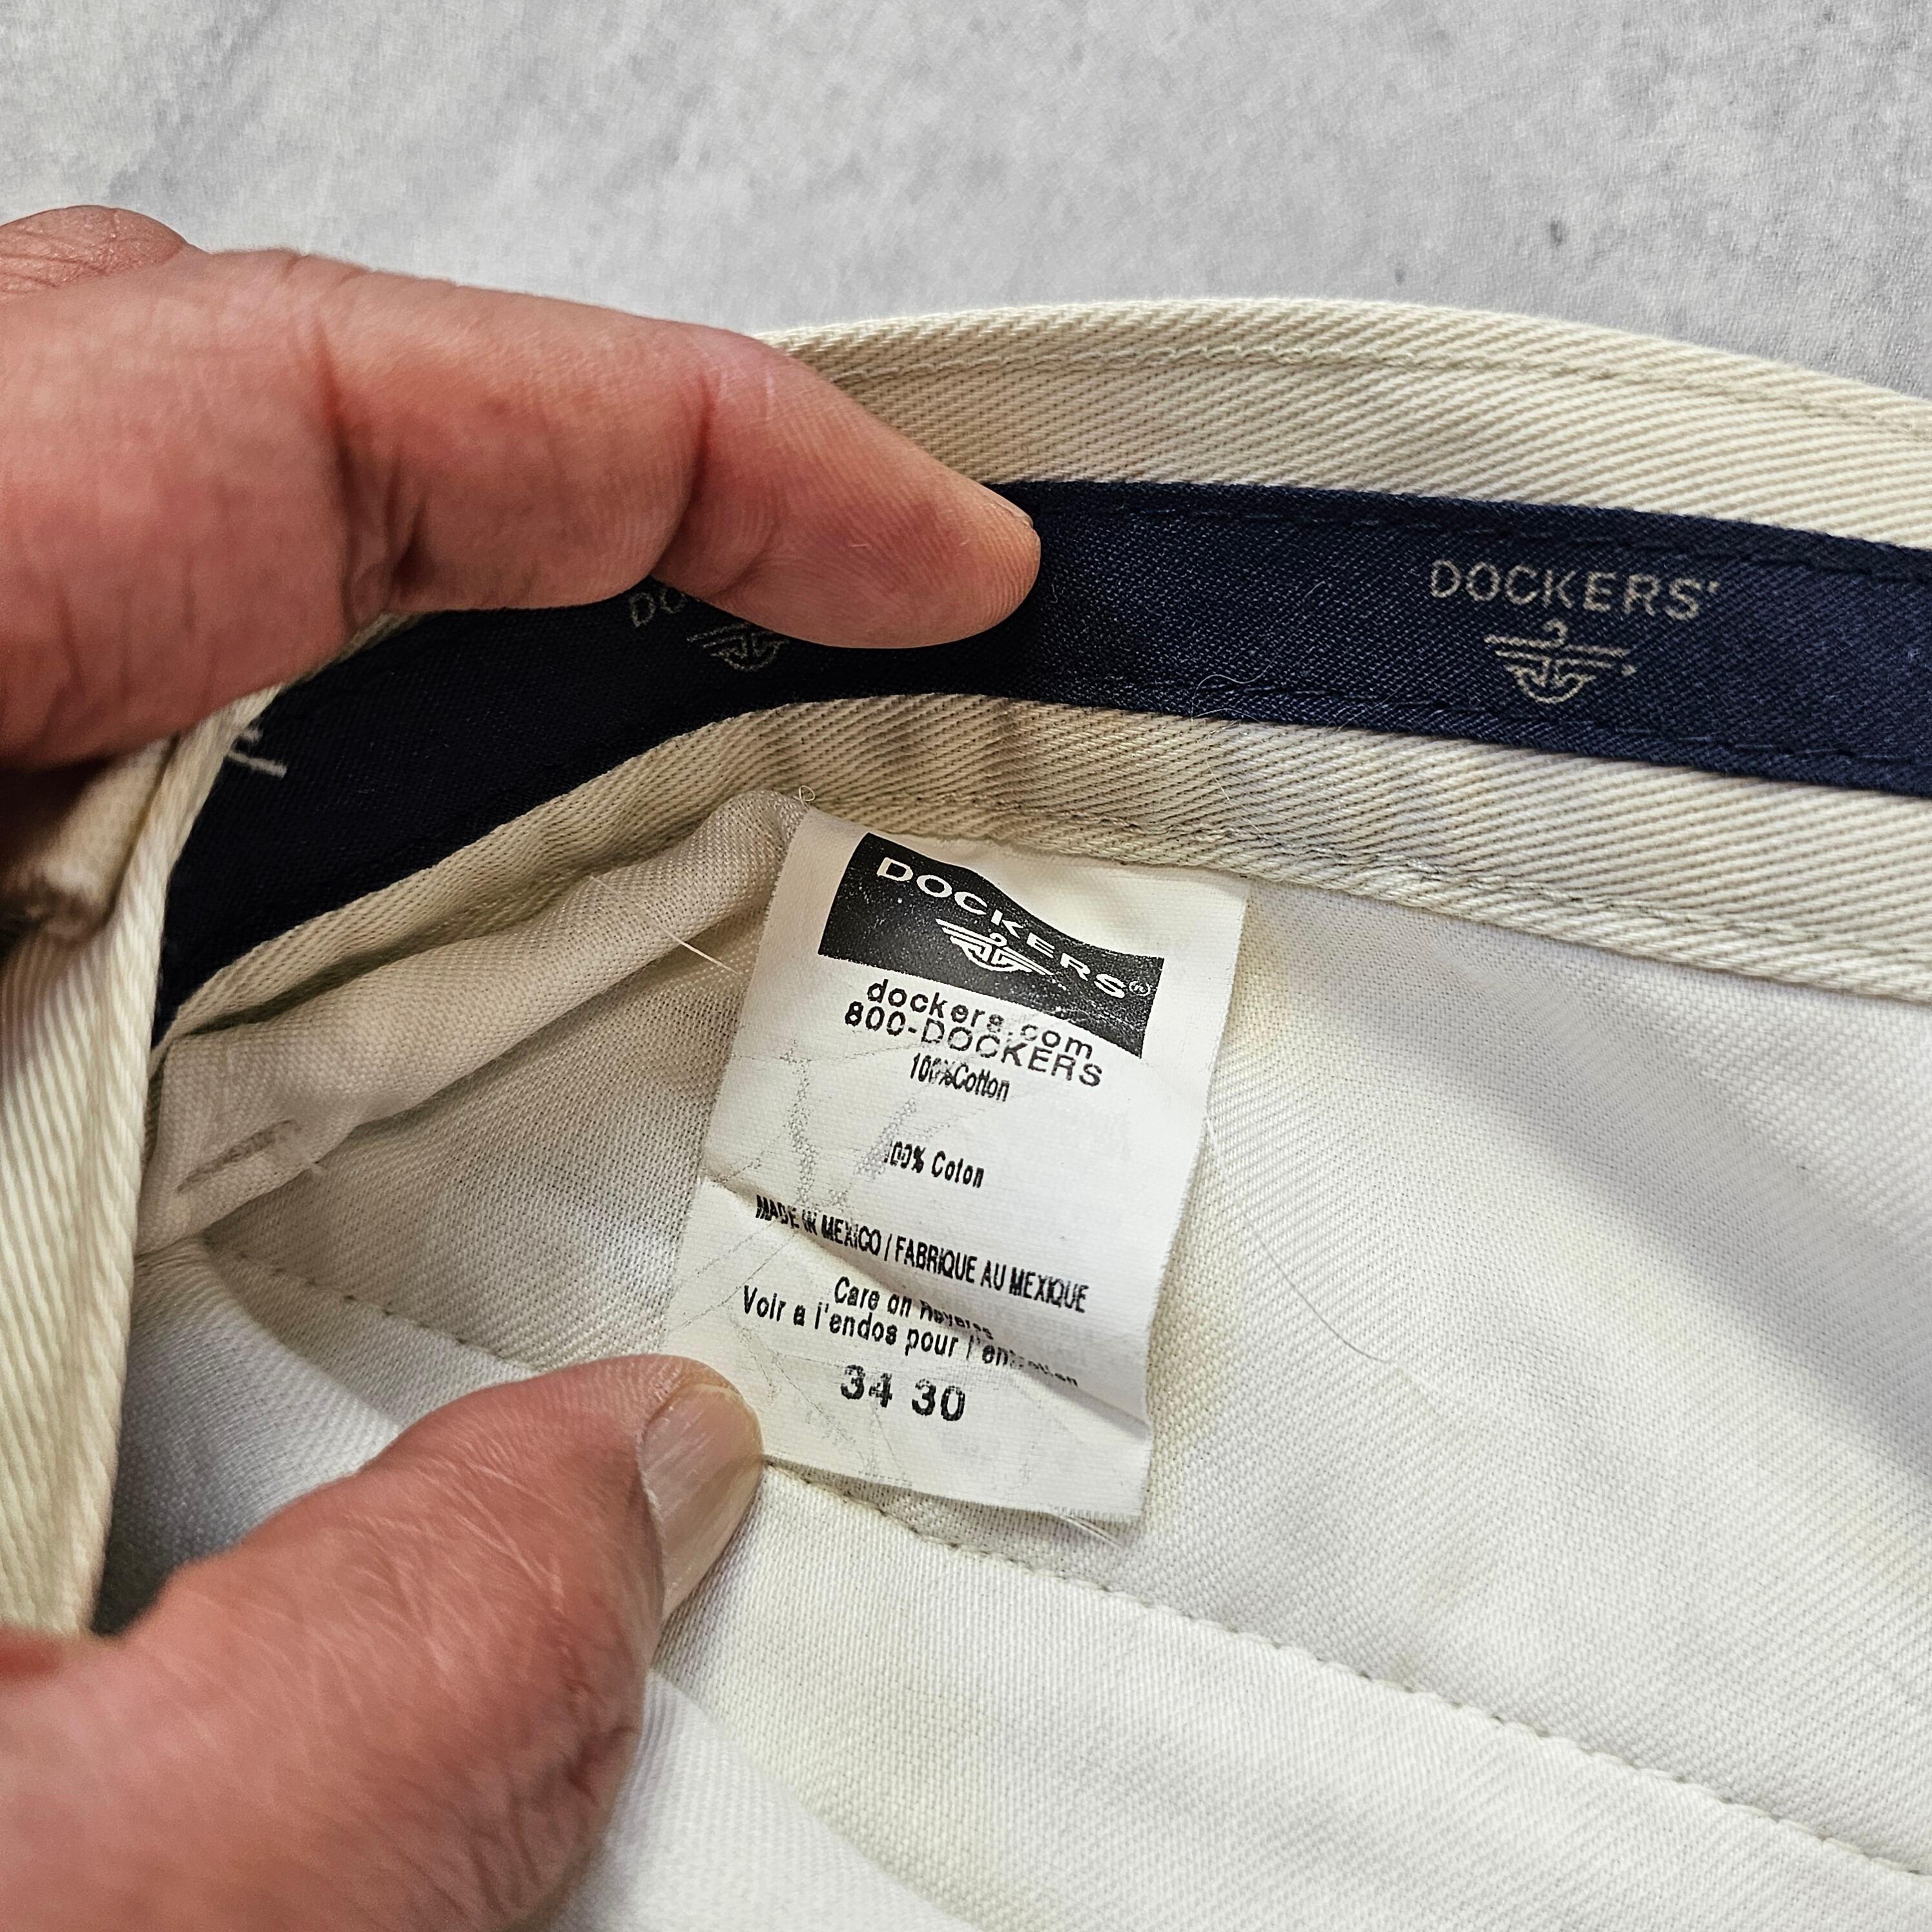 DOCKERS'
DOCKERS®
dockers.com
800-DOCKERS
100%Cotton
100% Coton
MADE IN MEXICO / FABRIQUE AU MEXIQUE
Care on Reverse
Voir a l'endos pour l'entretien
34 30